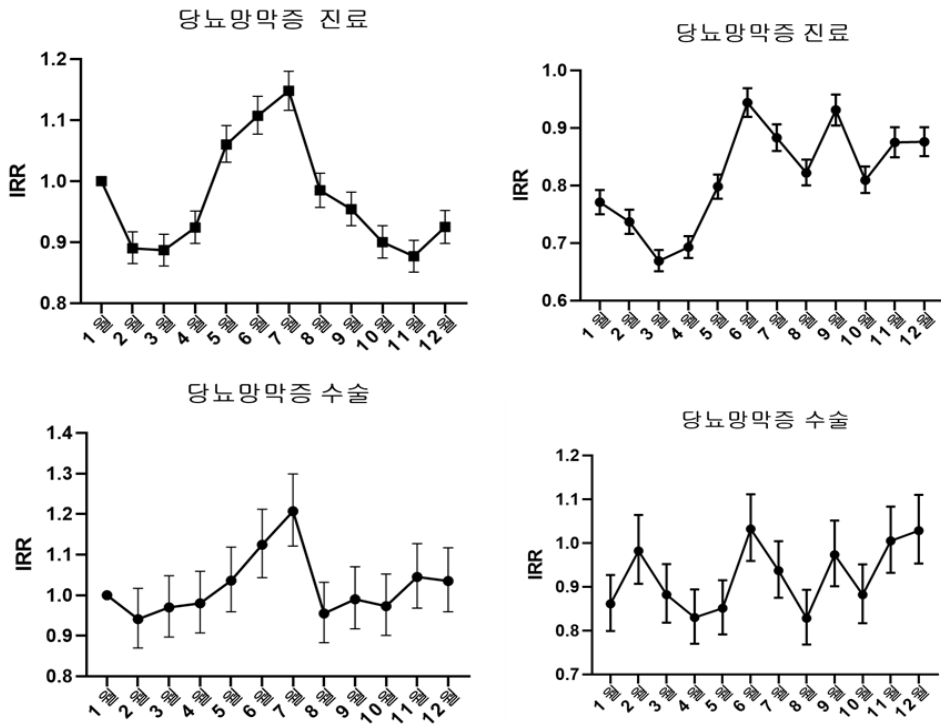 당뇨망막증 진료
IRR
1.2
1.1
1.0
0.9
0.8
1월
2월
3월
4월
5월
6월
7월
8월
9월
10월
11월
12월
당뇨망막증 진료
IRR
1.0
0.9
0.8
0.7
0.6
1월
2월
3월
4월
5월
6월
7월
8월
9월
10월
11월
12월
당뇨망막증 수술
IRR
1.4
1.3
1.2
1.1
1.0
0.9
0.8
1월
2월
3월
4월
5월
6월
7월
8월
9월
10월
11월
12월
당뇨망막증 수술
IRR
1.2
1.1
1.0
0.9
0.8
0.7
1월
2월
3월
4월
5월
6월
7월
8월
9월
10월
11월
12월